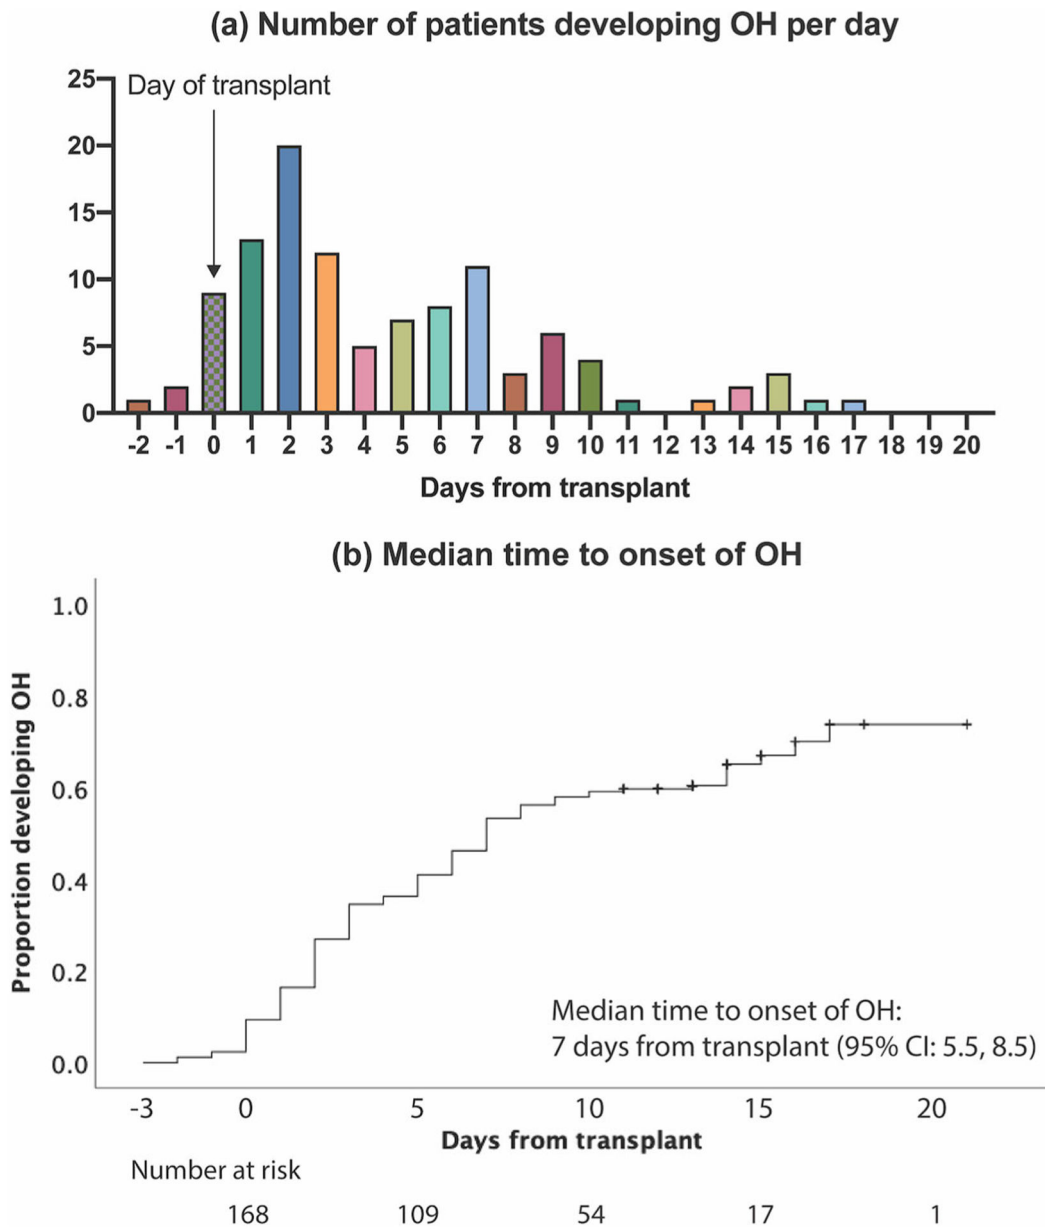 (a) Number of patients developing OH per day
Day of transplant
25
20
15
10
5
0
-2 -1 0 1 2 3 4 5 6 7 8 9 10 11 12 13 14 15 16 17 18 19 20
Days from transplant
(b) Median time to onset of OH
Proportion developing OH
1.0
0.8
0.6
0.4
0.2
0.0
Median time to onset of OH:
7 days from transplant (95% CI: 5.5, 8.5)
-3 0 5 10 15 20
Days from transplant
Number at risk
168 109 54 17 1